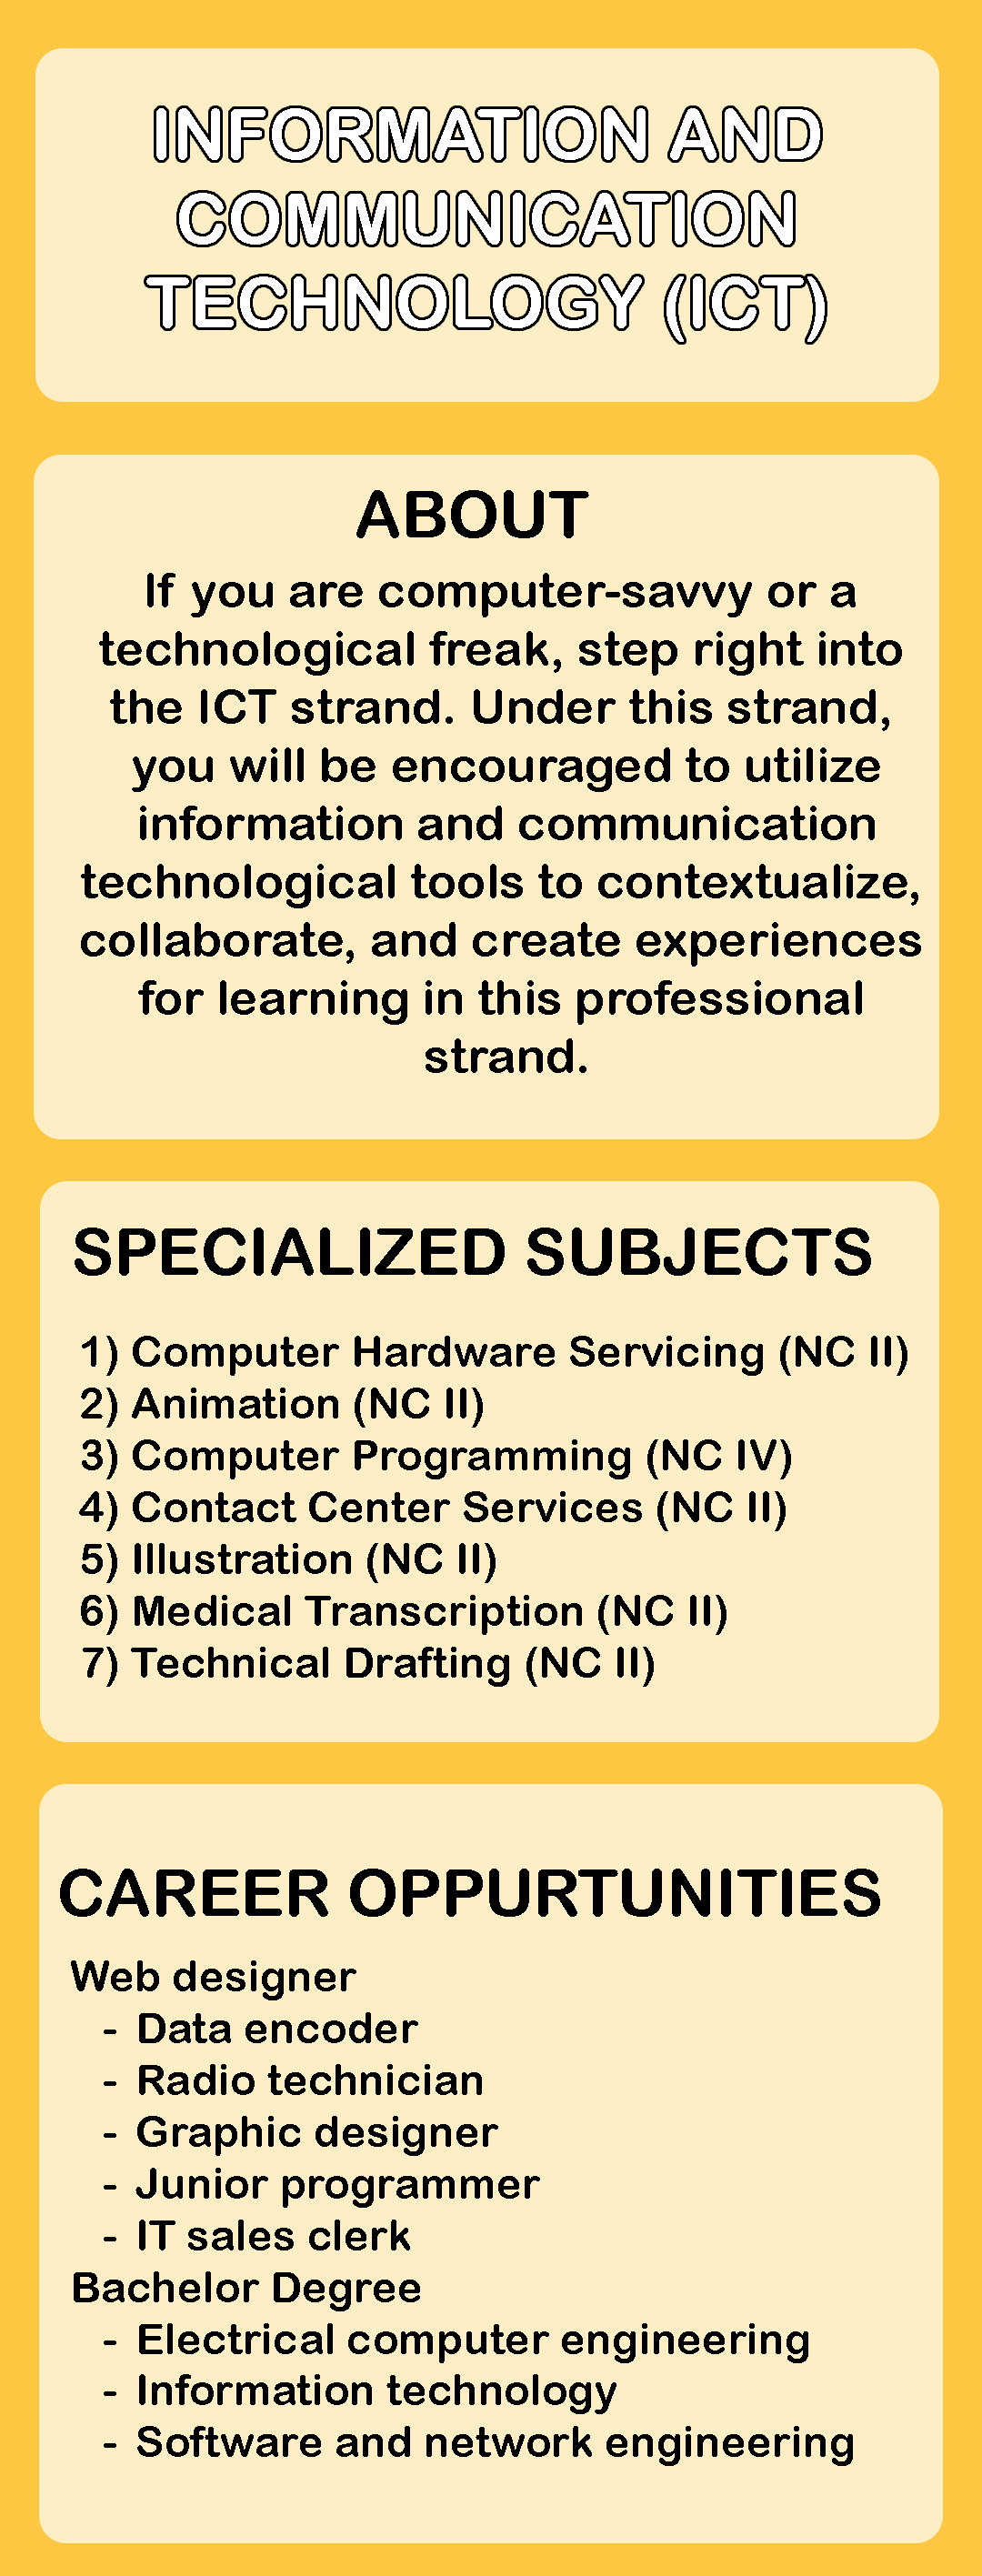 INFORMATION AND
COMMUNICATION
TECHNOLOGY (ICT)
ABOUT
If you are computer-savvy or a
technological freak, step right into
the ICT strand. Under this strand,
you will be encouraged to utilize
information and communication
technological tools to contextualize,
collaborate, and create experiences
for learning in this professional
strand.
SPECIALIZED SUBJECTS
1) Computer Hardware Servicing (NC II)
2) Animation (NC II)
3) Computer Programming (NC IV)
4) Contact Center Services (NC II)
5) Illustration (NC II)
6) Medical Transcription (NC II)
7) Technical Drafting (NC II)
CAREER OPPURTUNITIES
Web designer
- Data encoder
- Radio technician
- Graphic designer
- Junior programmer
- IT sales clerk
Bachelor Degree
- Electrical computer engineering
- Information technology
- Software and network engineering